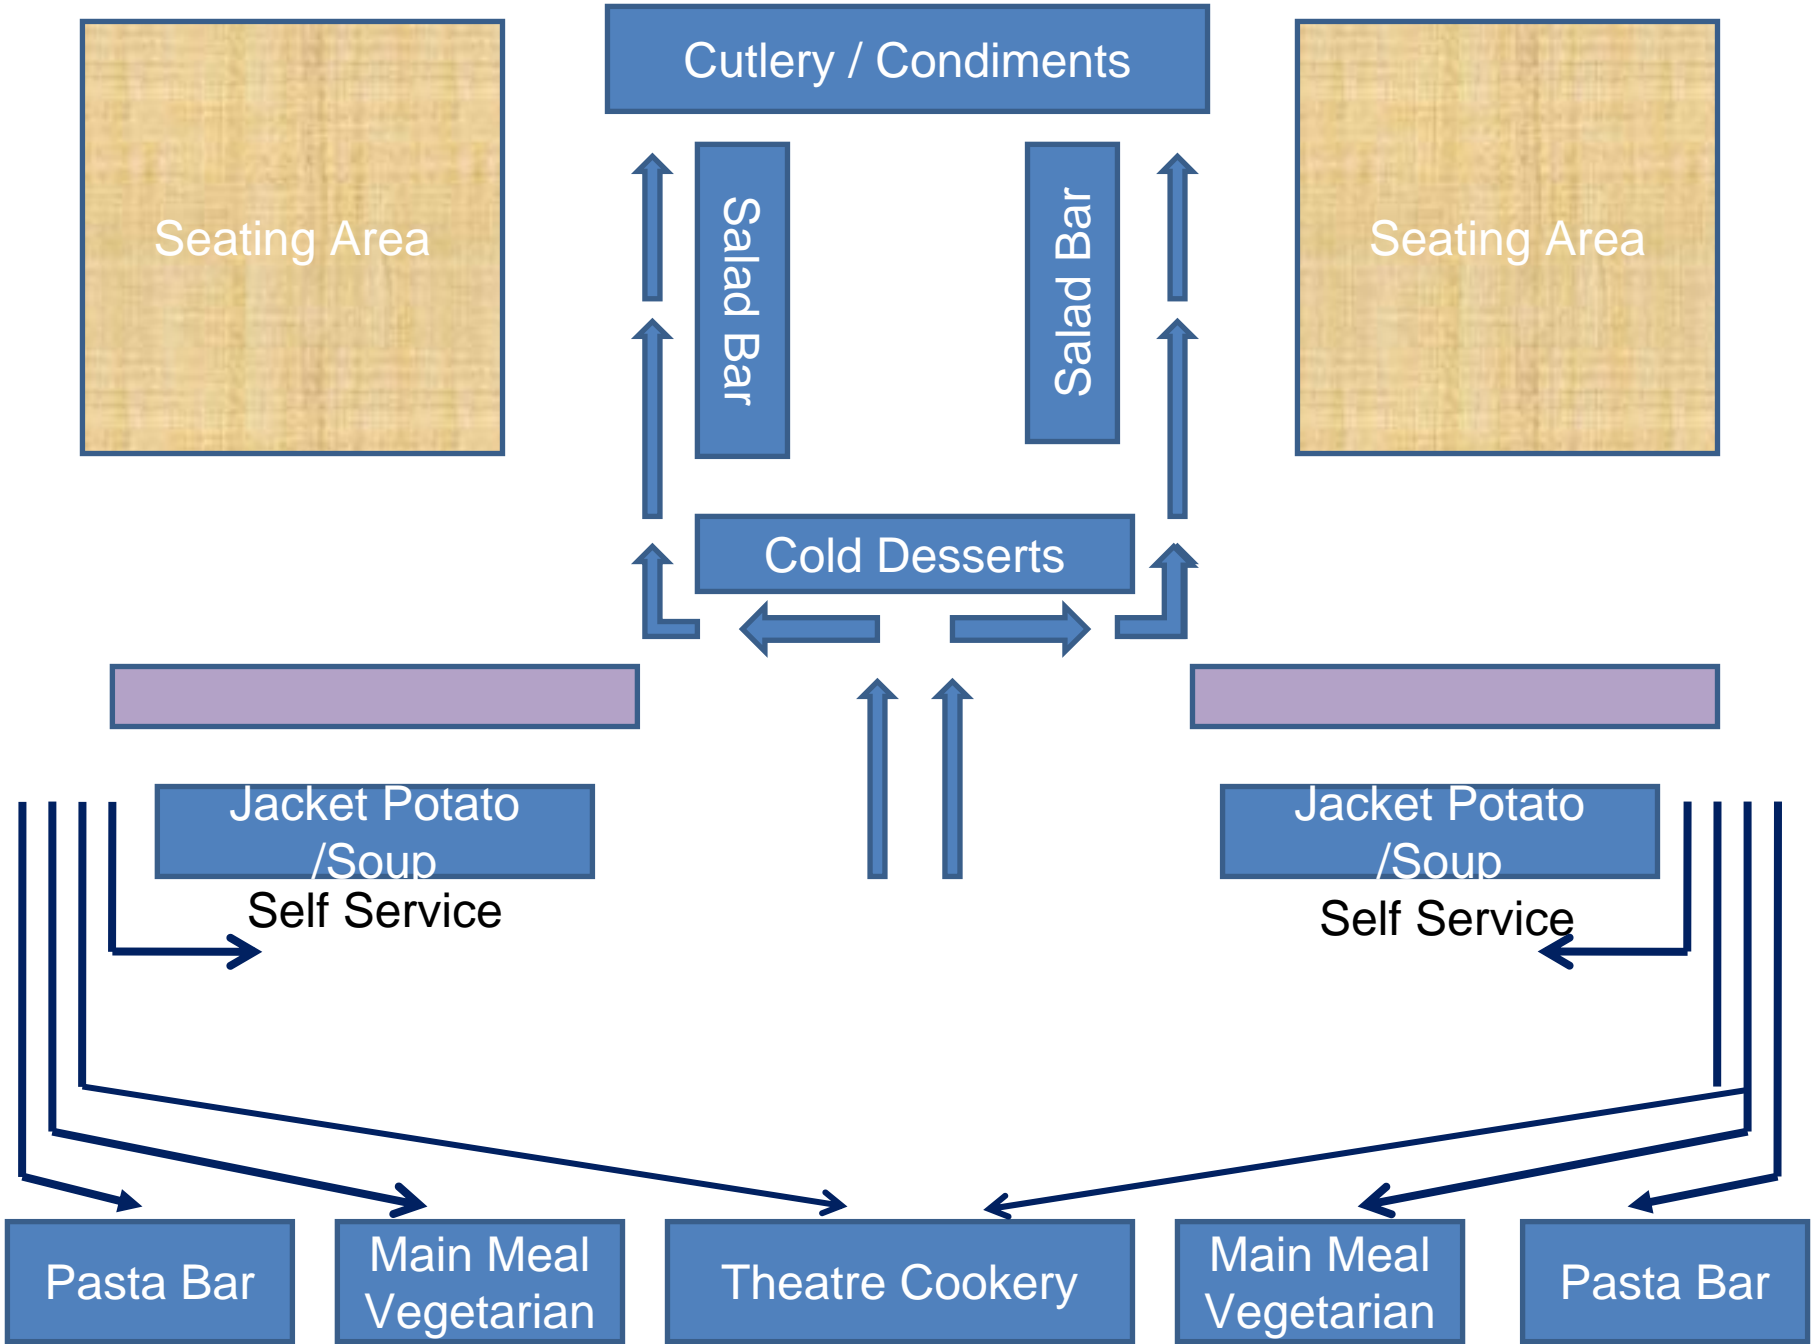 Cutlery / Condiments
Seating Area
Salad Bar
Salad Bar
Seating Area
Cold Desserts
Jacket Potato
/Soup
Self Service
Jacket Potato
/Soup
Self Service
Pasta Bar
Main Meal
Vegetarian
Theatre Cookery
Main Meal
Vegetarian
Pasta Bar